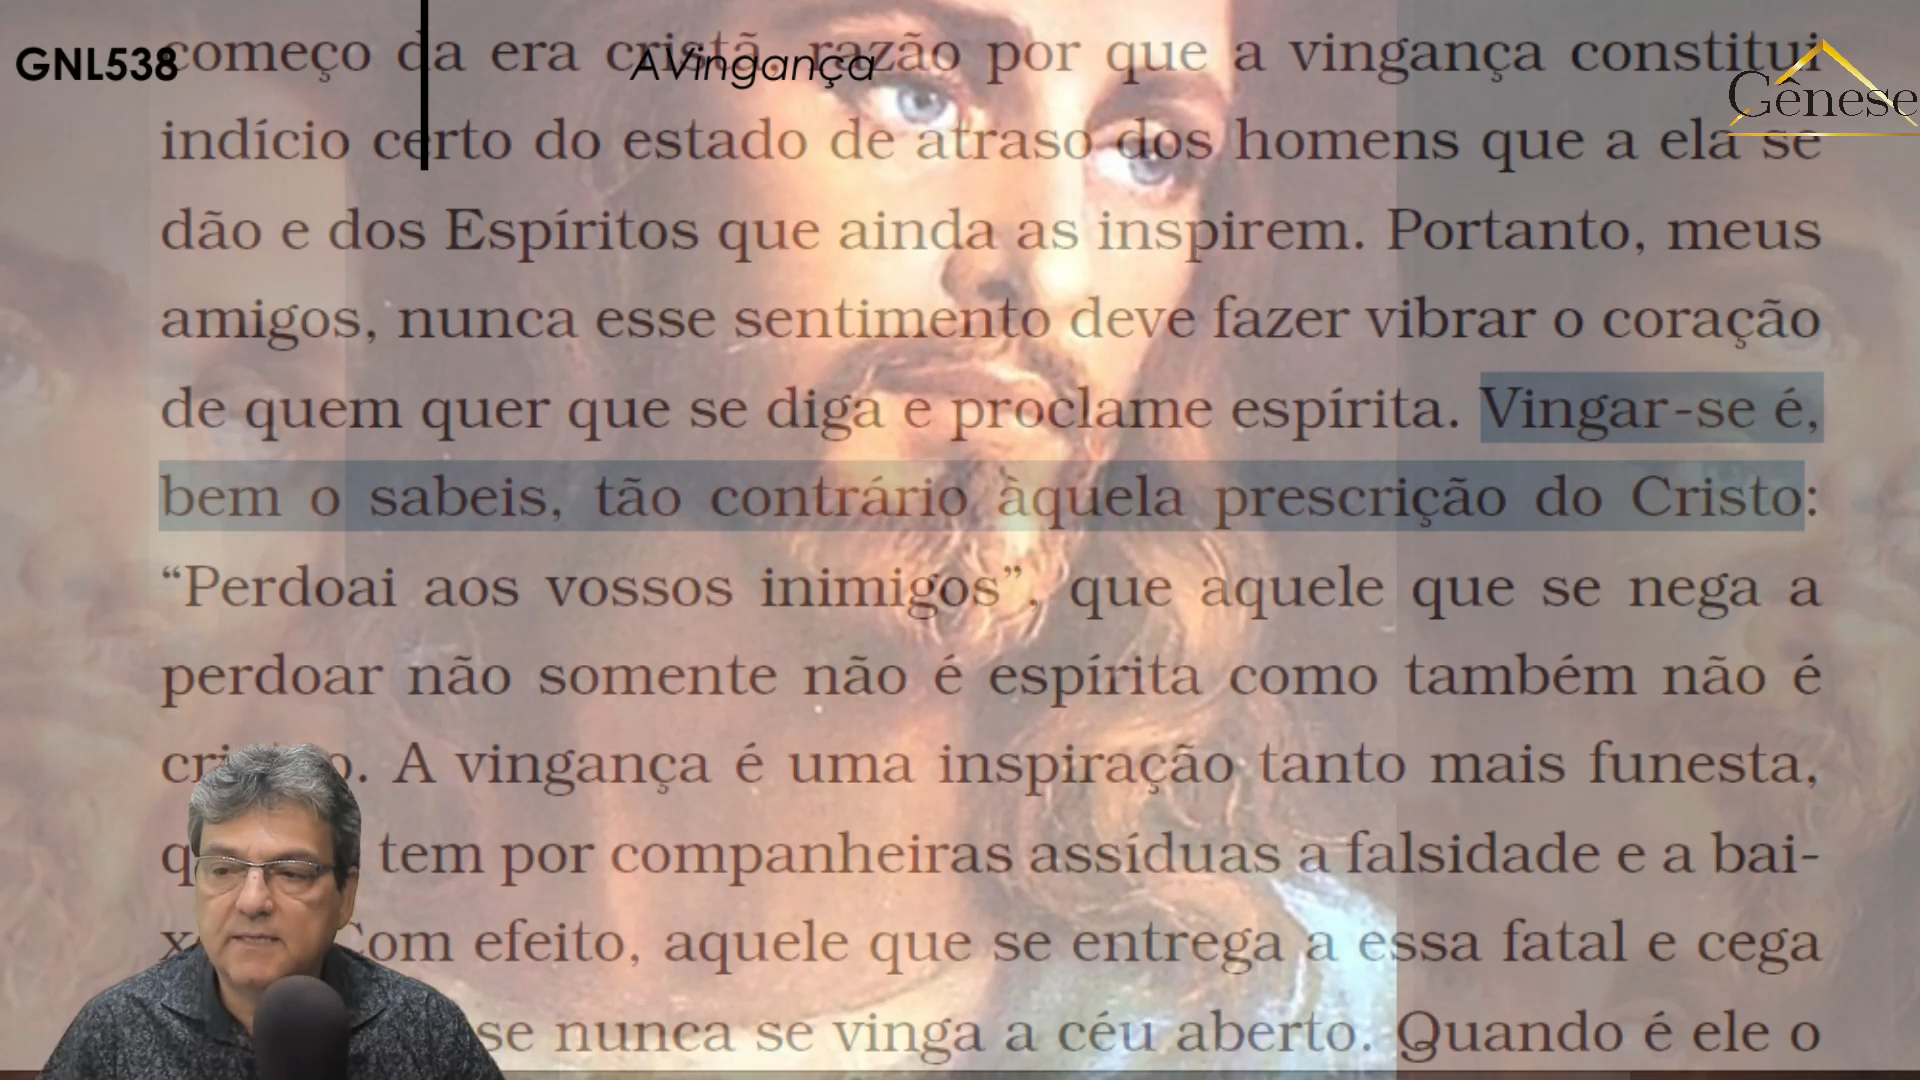 GNL538
A Vingança
Gênese
começo da era cristã, razão por que a vingança constitui
indício certo do estado de atraso dos homens que a ela se
dão e dos Espíritos que ainda as inspirem. Portanto, meus
amigos, nunca esse sentimento deve fazer vibrar o coração
de quem quer que se diga e proclame espírita. Vingar-se é,
bem o sabeis, tão contrário àquela prescrição do Cristo:
“Perdoai aos vossos inimigos”, que aquele que se nega a
perdoar não somente não é espírita como também não é
A vingança é uma inspiração tanto mais funesta,
tem por companheiras assíduas a falsidade e a bai-
Com efeito, aquele que se entrega a essa fatal e cega
se nunca se vinga a céu aberto. Quando é ele o